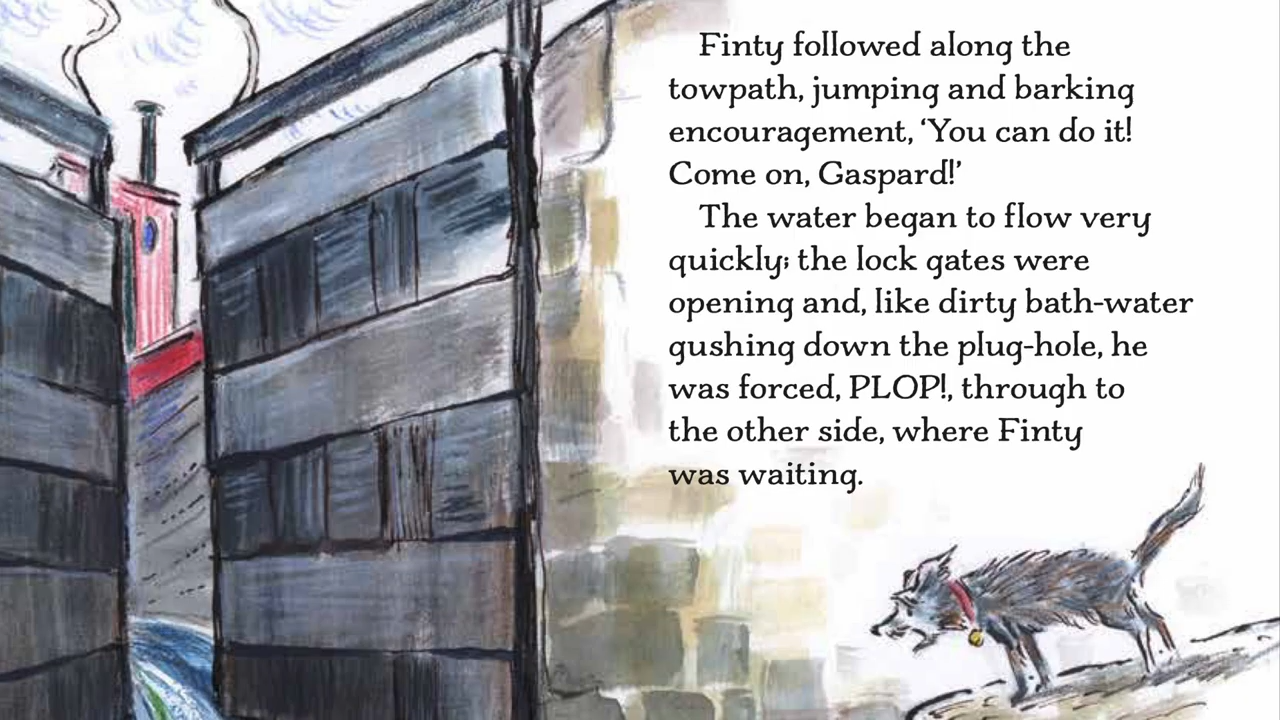 Finty followed along the
towpath, jumping and barking
encouragement, ‘You can do it!
Come on, Gaspard!’
The water began to flow very
quickly; the lock gates were
opening and, like dirty bath-water
gushing down the plug-hole, he
was forced, PLOP!, through to
the other side, where Finty
was waiting.